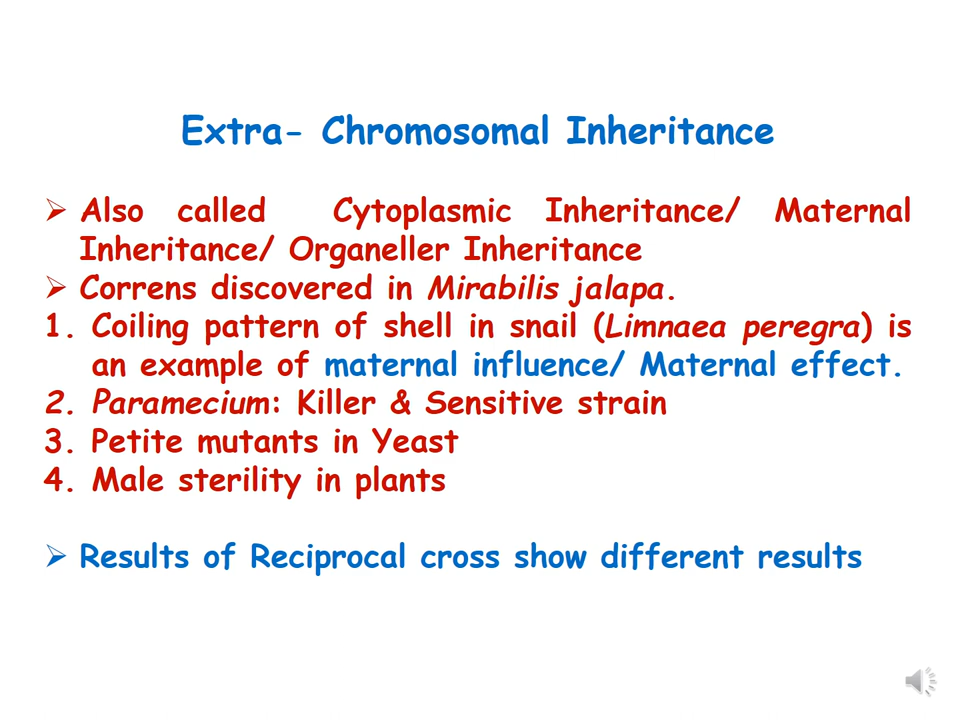 Extra- Chromosomal Inheritance
➢ Also called Cytoplasmic Inheritance/ Maternal
Inheritance/ Organeller Inheritance
➢ Correns discovered in Mirabilis jalapa.
1. Coiling pattern of shell in snail (Limnaea peregra) is
an example of maternal influence/ Maternal effect.
2. Paramecium: Killer & Sensitive strain
3. Petite mutants in Yeast
4. Male sterility in plants
➢ Results of Reciprocal cross show different results